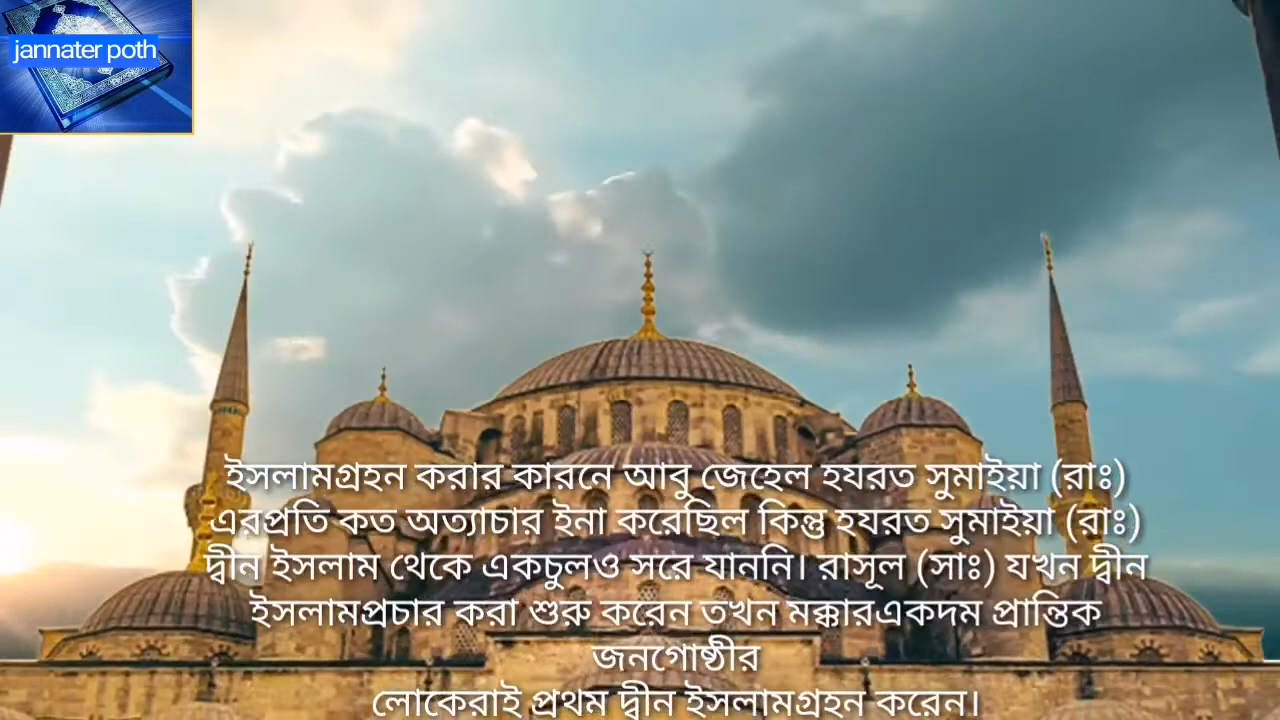 jannater poth
ইসলামগ্রহন করার কারনে আবু জেহেল হযরত সুমাইয়া (রাঃ)
এরপ্রতি কত অত্যাচার ইনা করেছিল কিন্তু হযরত সুমাইয়া (রাঃ)
দ্বীন ইসলাম থেকে একচুলও সরে যাননি। রাসূল (সাঃ) যখন দ্বীন
ইসলামপ্রচার করা শুরু করেন তখন মক্কারএকদম প্রান্তিক
জনগোষ্ঠীর
লোকেরাই প্রথম দ্বীন ইসলামগ্রহন করেন।